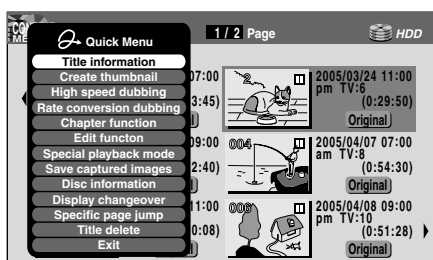 Quick Menu
1 / 2 Page
HDD
Title information
Create thumbnail
High speed dubbing
Rate conversion dubbing
Chapter function
Edit functon
Special playback mode
Save captured images
Disc information
Display changeover
Specific page jump
Title delete
Exit
07:00
3:45)
2
2005/03/24 11:00
pm TV:6
(0:29:50)
Original
09:00
2:40)
004
2005/04/07 07:00
am TV:8
(0:54:30)
Original
11:00
0:08)
006
2005/04/08 09:00
pm TV:10
(0:51:28)
Original